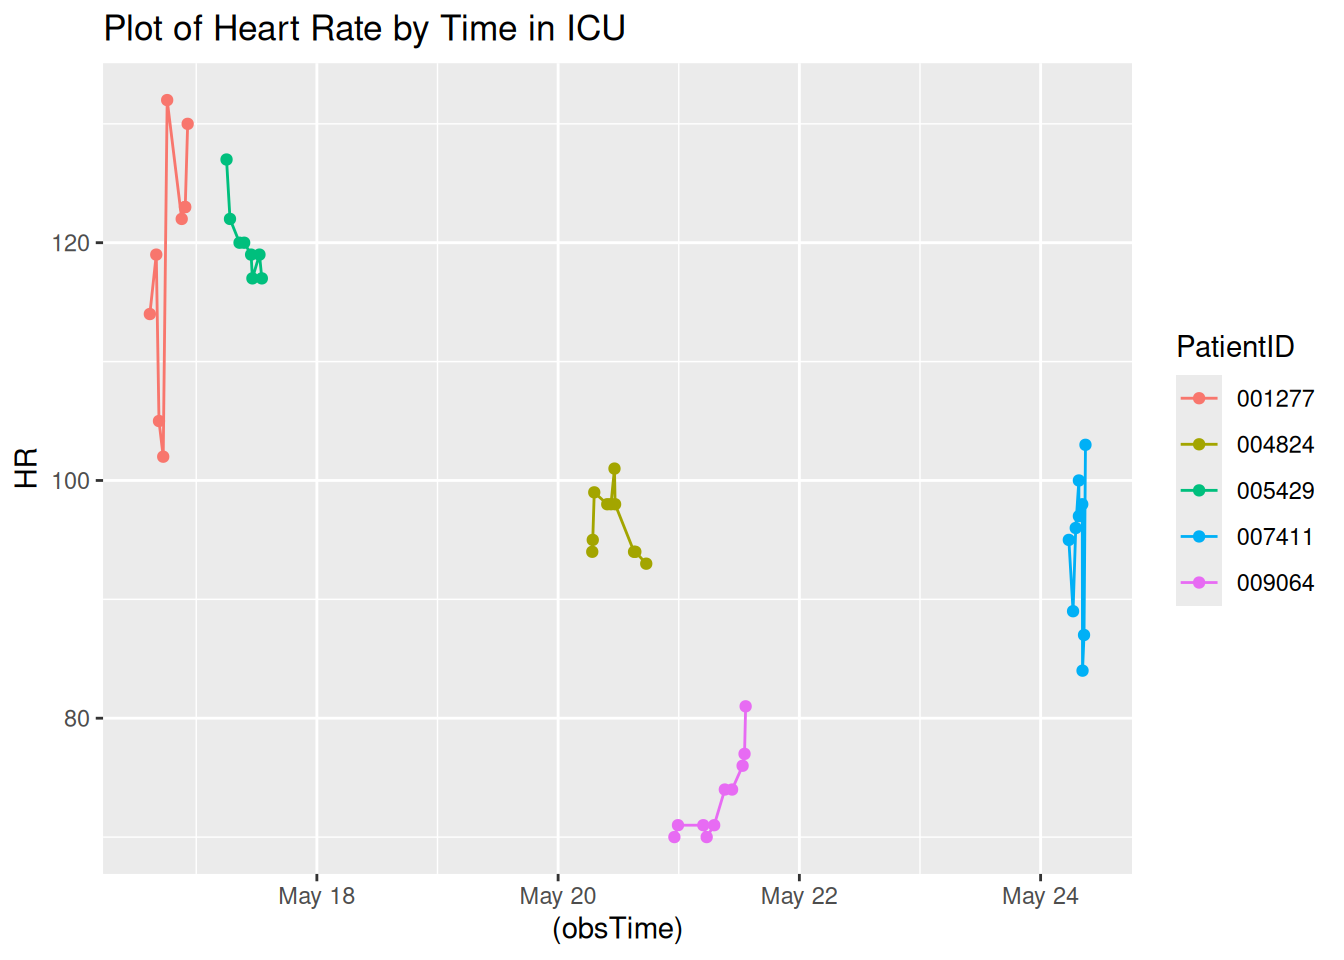 Plot of Heart Rate by Time in ICU
HR
120
100
80
May 18 May 20 May 22 May 24
(obsTime)
PatientID
001277
004824
005429
007411
009064